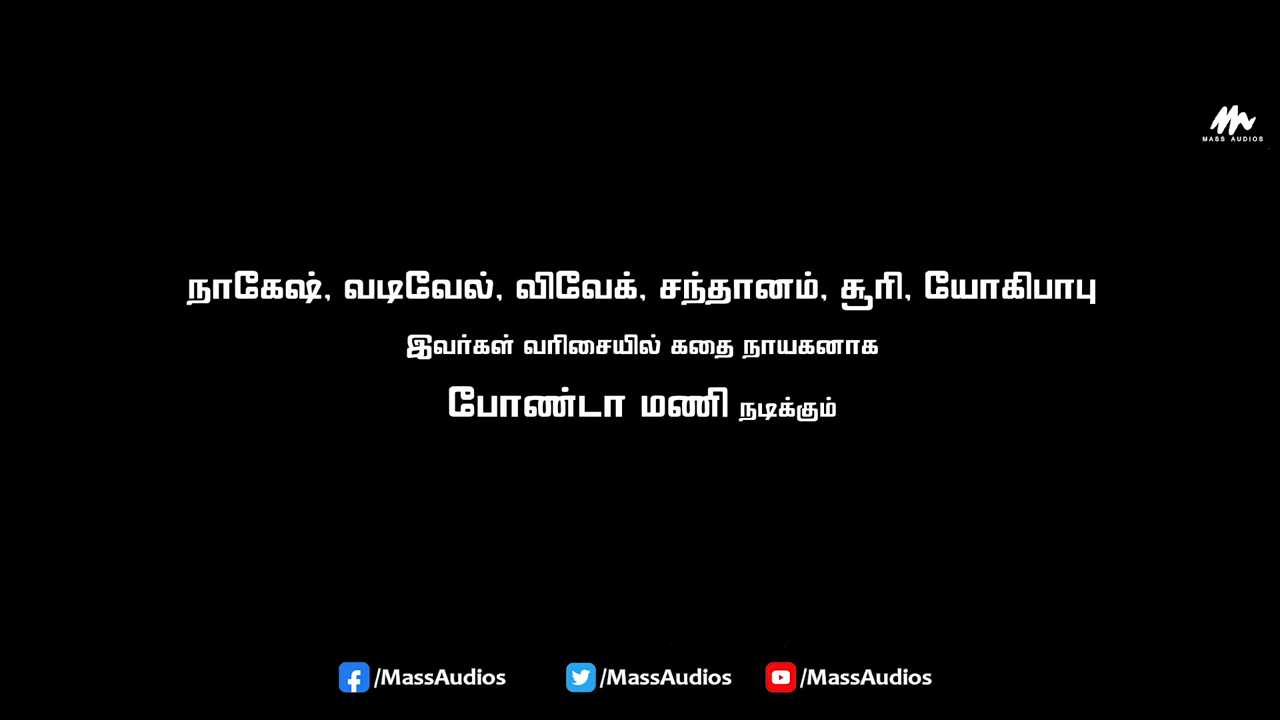 MASS AUDIOS
நாகேஷ், வடிவேல், விவேக், சந்தானம், சூரி, யோகிபாபு
இவர்கள் வரிசையில் கதை நாயகனாக
போண்டா மணி நடிக்கும்
/MassAudios /MassAudios /MassAudios